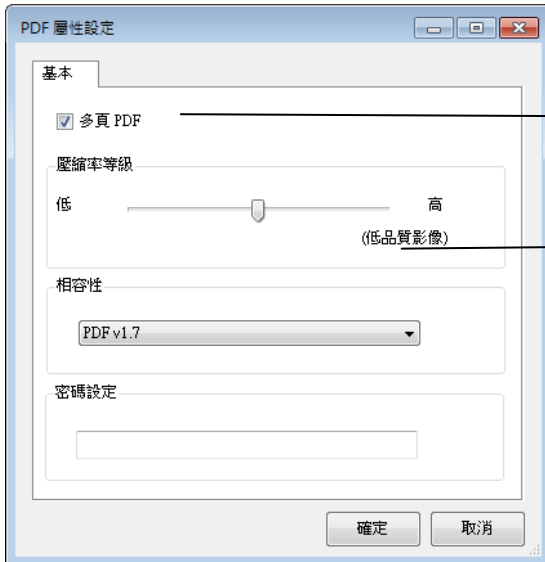 PDF 屬性設定
基本
多頁 PDF
壓縮率等級
低
高
(低品質影像)
相容性
PDF v1.7
密碼設定
確定
取消